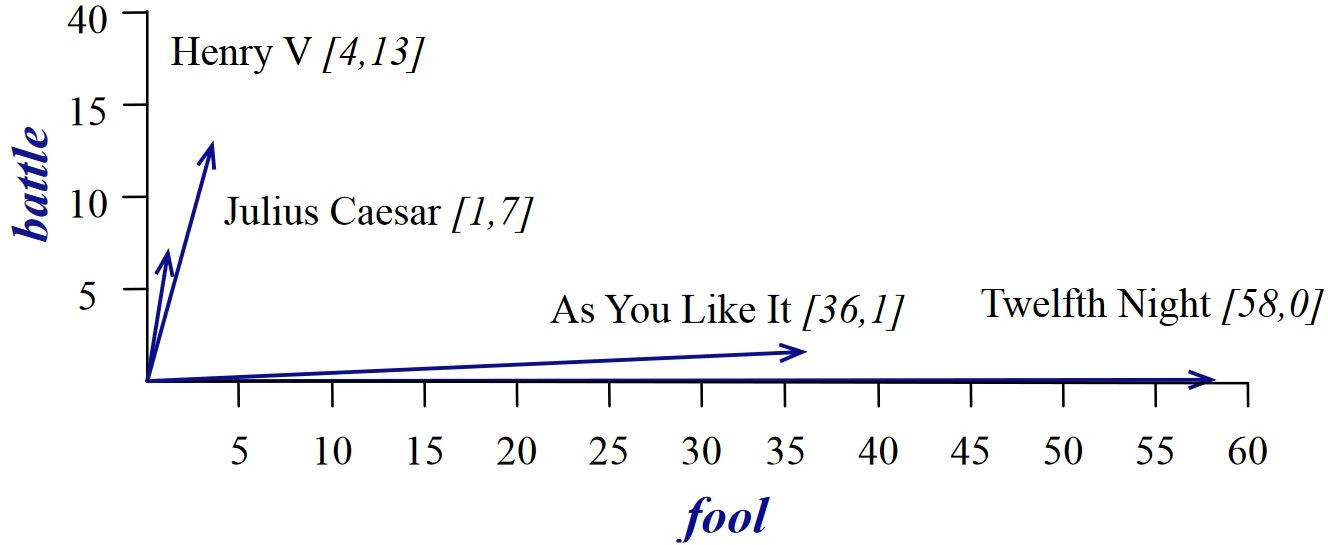 40
Henry V [4,13]
15
battle
10
Julius Caesar [1,7]
5
As You Like It [36,1]
Twelfth Night [58,0]
5 10 15 20 25 30 35 40 45 50 55 60
fool